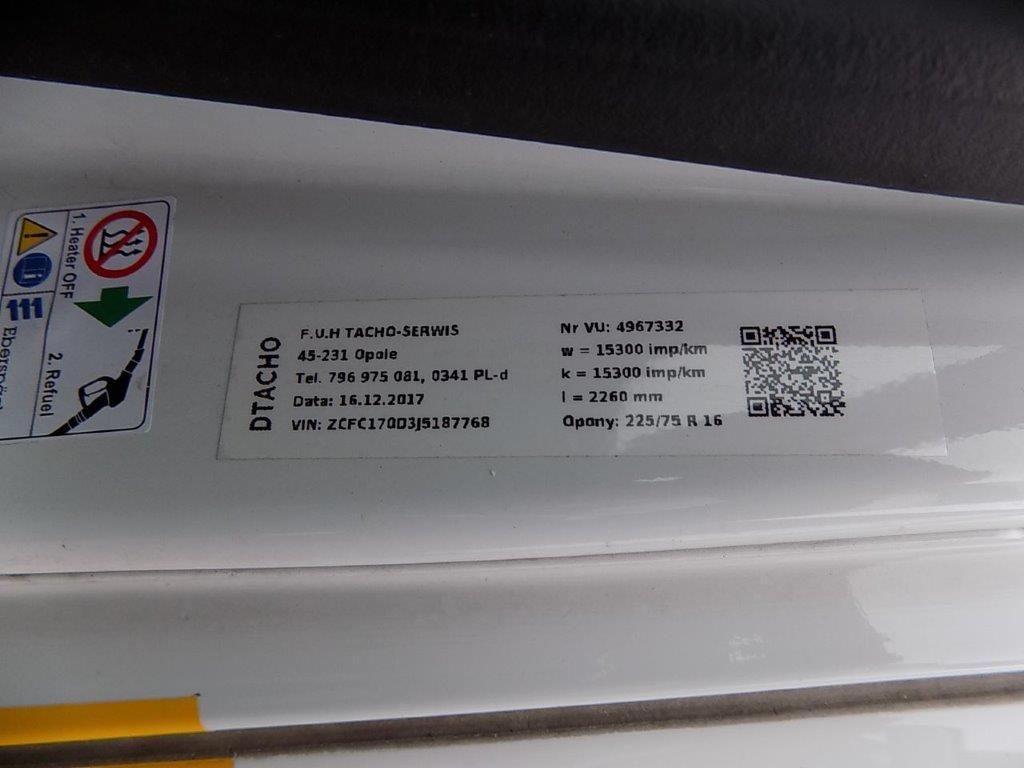 1. Heater OFF
2. Refuel
DTACHO
F.U.H TACHO-SERWIS
45-231 Opole
Tel. 796 975 081, 0341 PL-d
Data: 16.12.2017
VIN: ZCFC170D3J5187768
Nr VU: 4967332
w = 15300 imp/km
k = 15300 imp/km
l = 2260 mm
Opony: 225/75 R 16